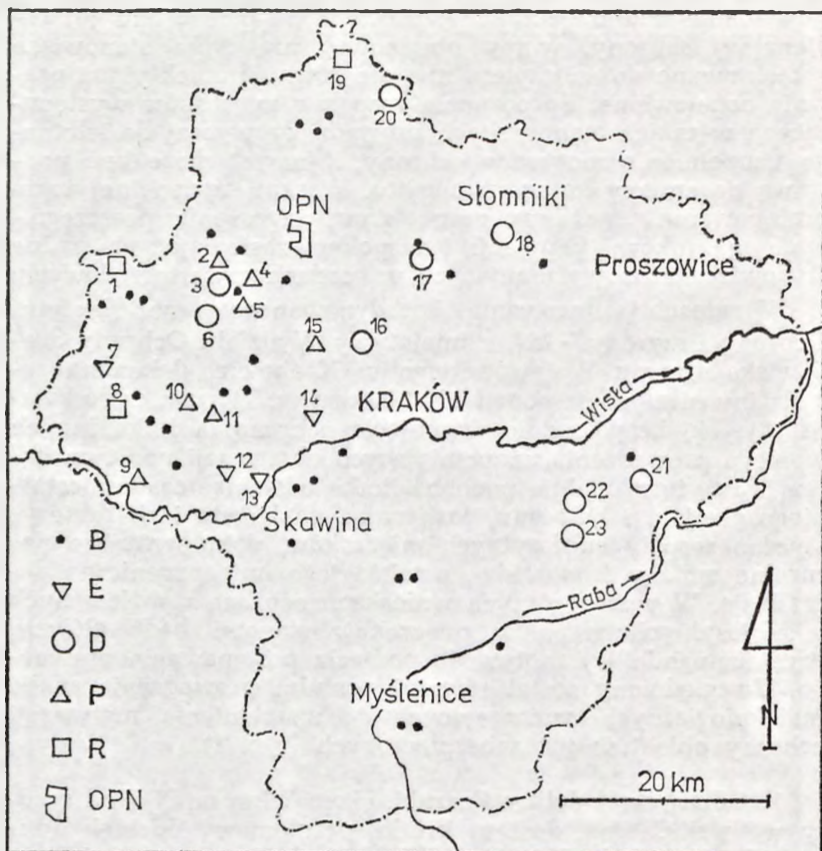 19
20
OPN
Słomniki
18
2
4
17
Proszowice
1
3
5
6
15
16
7
KRAKÓW
Wisła
8
10
11
14
9
12
13
21
22
Skawina
23
B
E
Raba
D
P
Myślenice
R
N
OPN
20 km